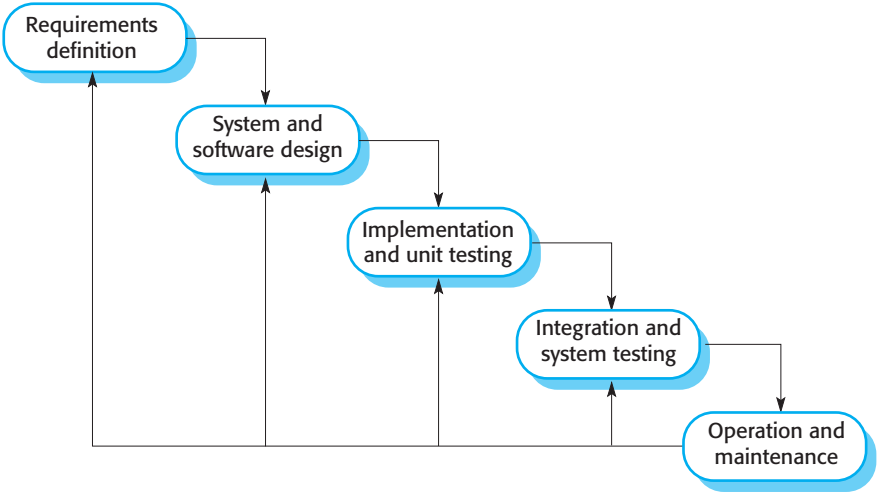 Requirements
definition
System and
software design
Implementation
and unit testing
Integration and
system testing
Operation and
maintenance